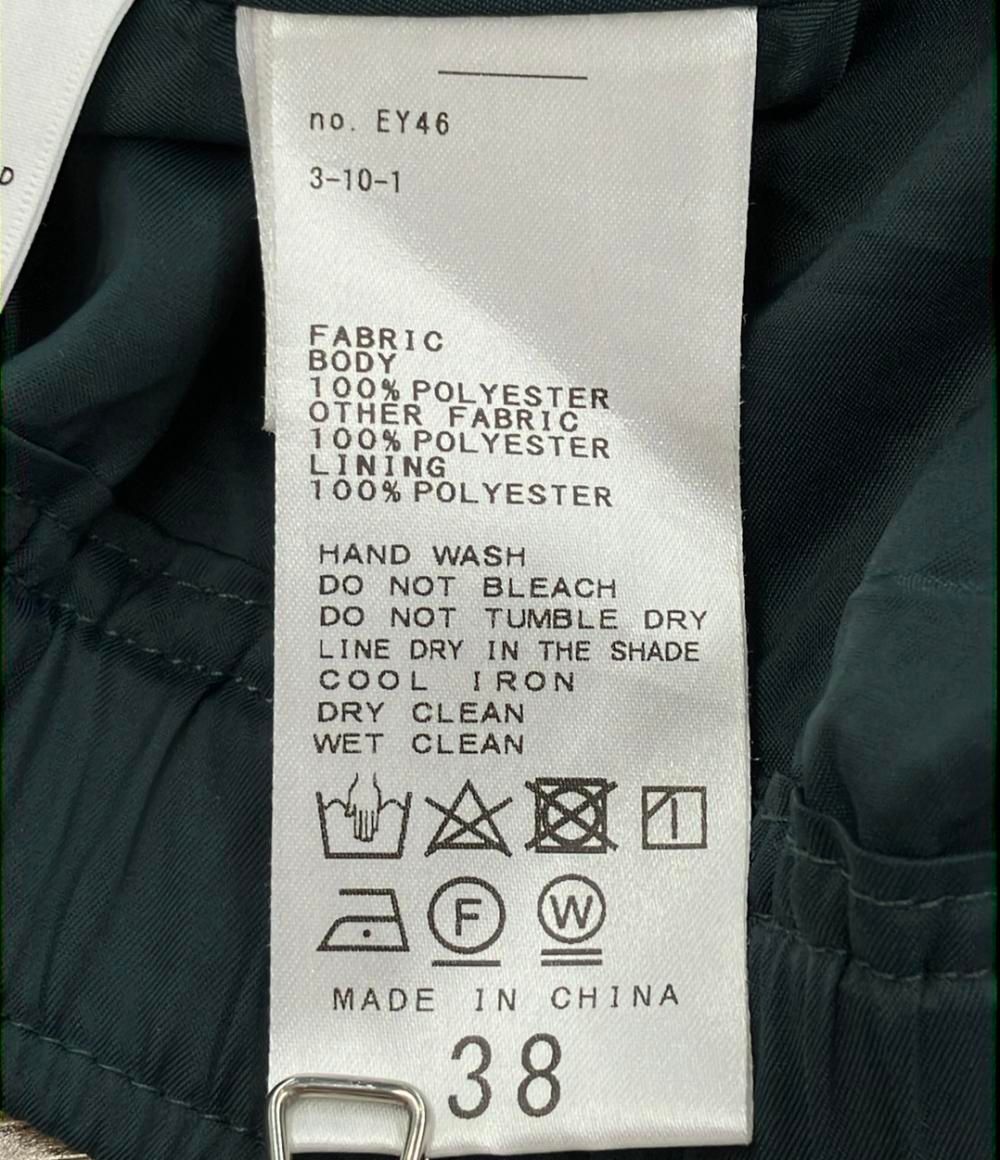 D
no. EY46
3-10-1
FABRIC
BODY
100% POLYESTER
OTHER FABRIC
100% POLYESTER
LINING
100% POLYESTER
HAND WASH
DO NOT BLEACH
DO NOT TUMBLE DRY
LINE DRY IN THE SHADE
COOL IRON
DRY CLEAN
WET CLEAN
F W
MADE IN CHINA
38